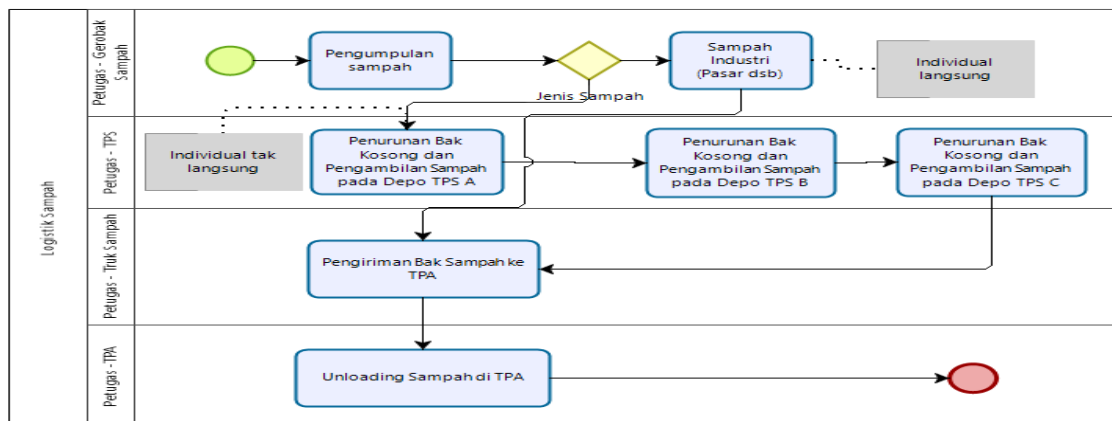 Logistik Sampah
Petugas - Gerobak
Sampah
Pengumpulan
sampah
Jenis Sampah
Sampah
Industri
(Pasar dsb)
Individual
langsung
Petugas - TPS
Individual tak
langsung
Penurunan Bak
Kosong dan
Pengambilan Sampah
pada Depo TPS A
Penurunan Bak
Kosong dan
Pengambilan Sampah
pada Depo TPS B
Penurunan Bak
Kosong dan
Pengambilan Sampah
pada Depo TPS C
Petugas - Truk Sampah
Pengiriman Bak Sampah ke
TPA
Petugas -TPA
Unloading Sampah di TPA